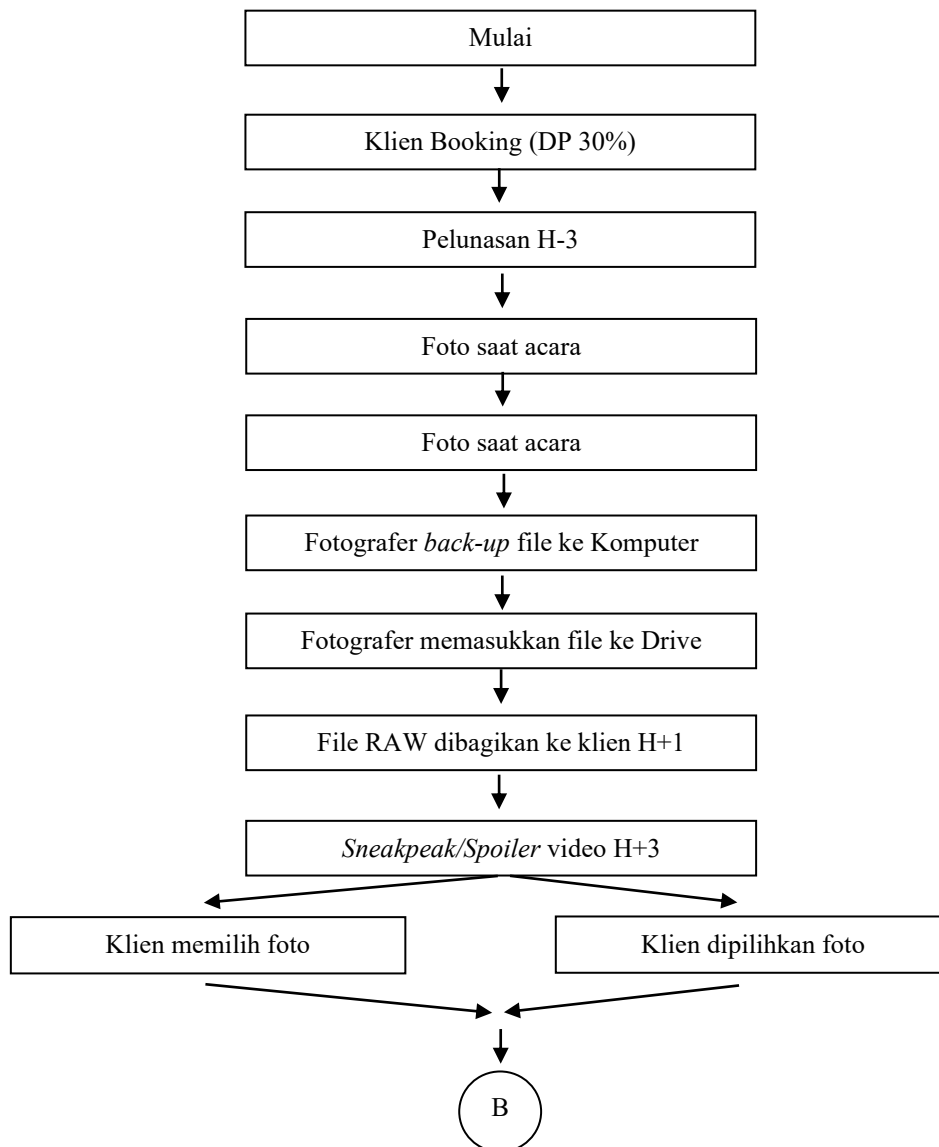 Mulai
Klien Booking (DP 30%)
Pelunasan H-3
Foto saat acara
Foto saat acara
Fotografer back-up file ke Komputer
Fotografer memasukkan file ke Drive
File RAW dibagikan ke klien H+1
Sneakpeak/Spoiler video H+3
Klien memilih foto
Klien dipilihkan foto
B